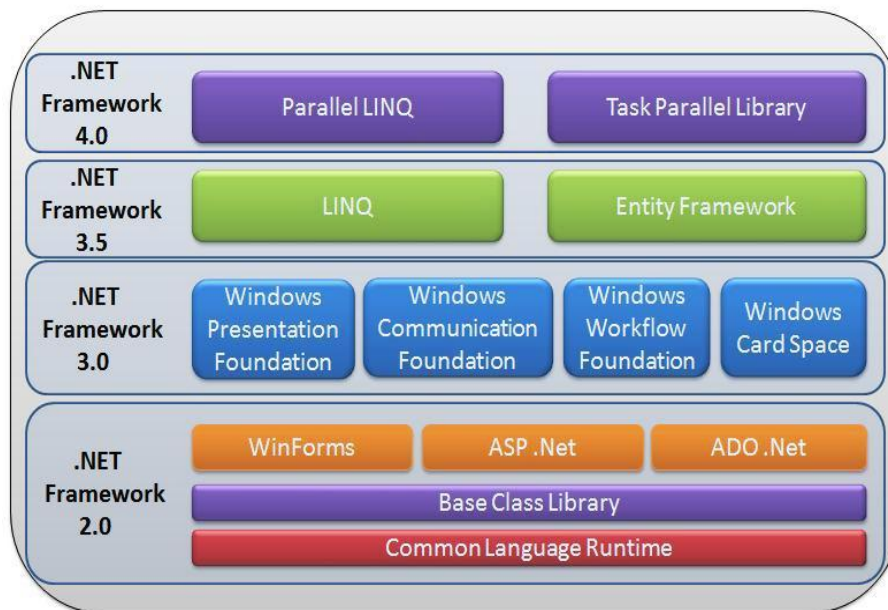 .NET
Framework
4.0
Parallel LINQ
Task Parallel Library
.NET
Framework
3.5
LINQ
Entity Framework
.NET
Framework
3.0
Windows
Presentation
Foundation
Windows
Communication
Foundation
Windows
Workflow
Foundation
Windows
Card Space
.NET
Framework
2.0
WinForms
ASP .Net
ADO .Net
Base Class Library
Common Language Runtime